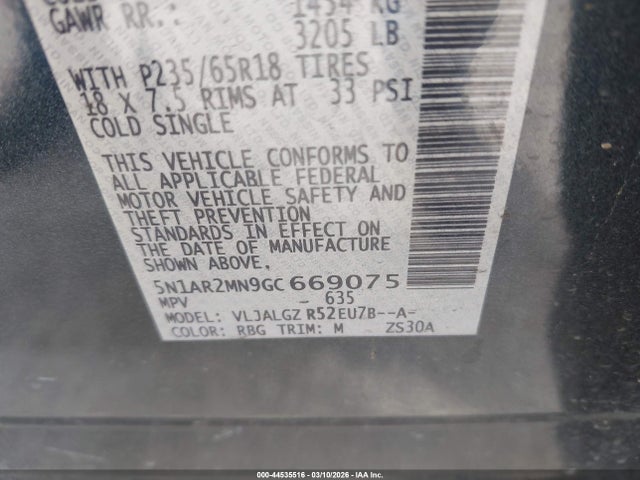 GAWR RR.: 1454 KG
3205 LB
WITH P235/65R18 TIRES
18 X 7.5 RIMS AT 33 PSI
COLD SINGLE
THIS VEHICLE CONFORMS TO
ALL APPLICABLE FEDERAL
MOTOR VEHICLE SAFETY AND
THEFT PREVENTION
STANDARDS IN EFFECT ON
THE DATE OF MANUFACTURE
SHOWN ABOVE.
5N1AR2MN9GC 669075
MPV - 635
MODEL: VLJALGZ R52EU7B--A-
COLOR: RBG TRIM: M ZS30A
000-44535516 - 03/10/2026 - IAA Inc.